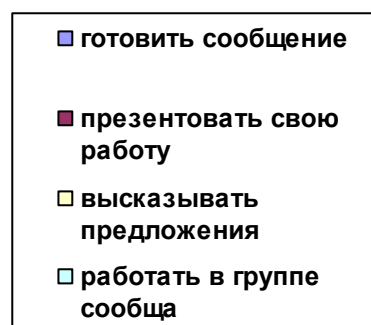 готовить сообщение
презентовать свою
работу
высказывать
предложения
работать в группе
сообща